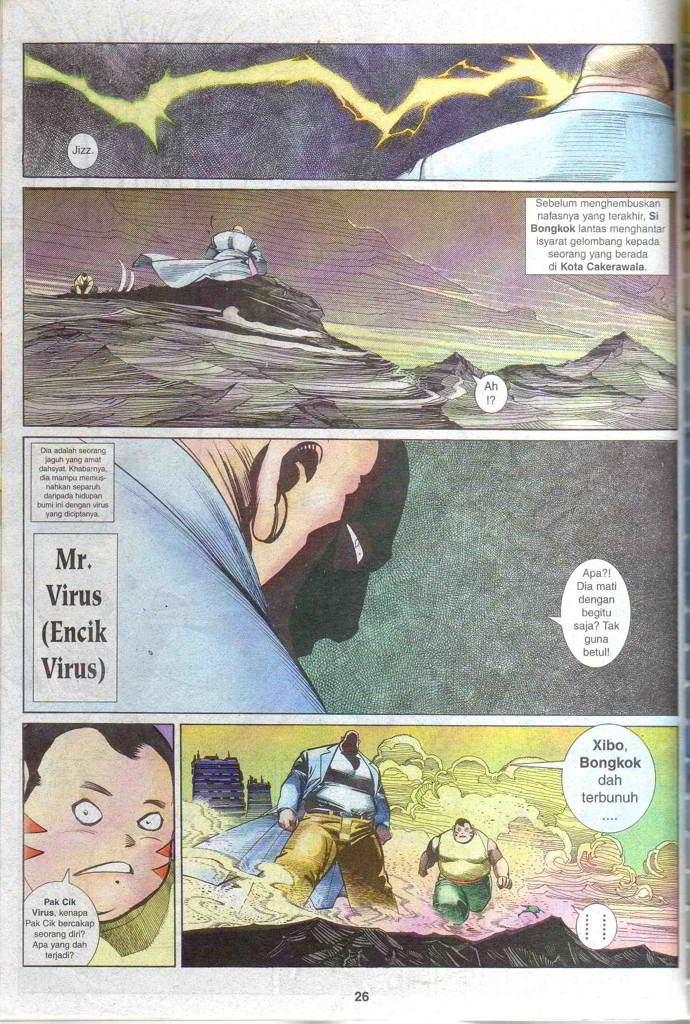 Jizz.
Sebelum menghembuskan
nafasnya yang terakhir, Si
Bongkok lantas menghantar
isyarat gelombang kepada
seorang yang berada
di Kota Cakerawala.
Ah
!?
Dia adalah seorang
jaguh yang amat
dahsyat. Khabarnya,
dia mampu memus-
nahkan separuh
daripada hidupan
bumi ini dengan virus
yang diciptanya.
Mr.
Virus
(Encik
Virus)
Apa?!
Dia mati
dengan
begitu
saja? Tak
guna
betul!
Pak Cik
Virus, kenapa
Pak Cik bercakap
seorang diri?
Apa yang dah
terjadi?
Xibo,
Bongkok
dah
terbunuh
....
26